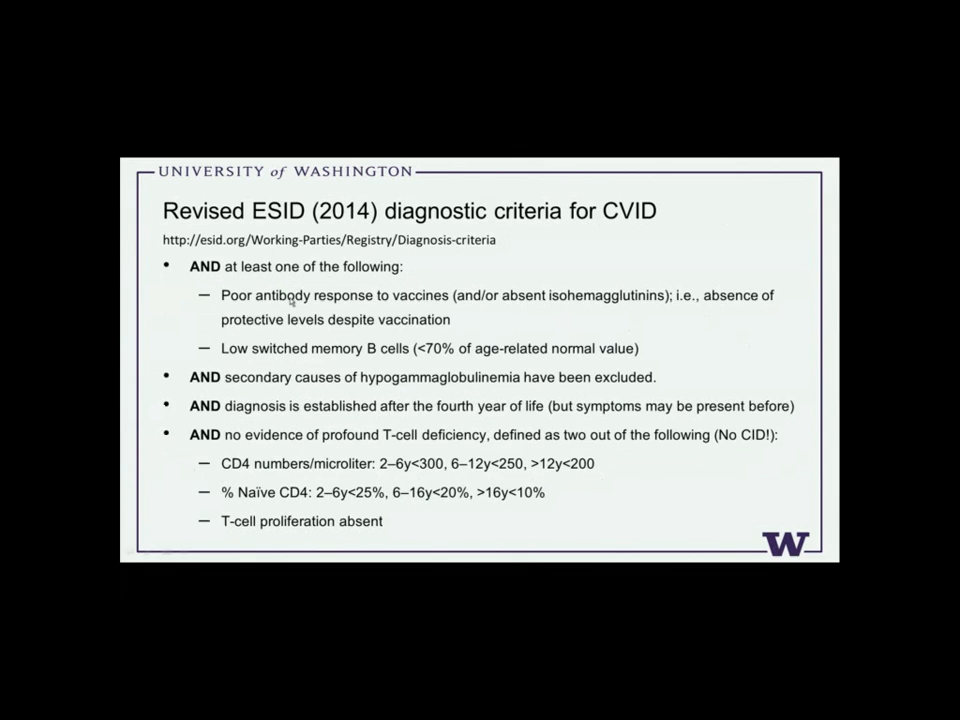 UNIVERSITY of WASHINGTON
Revised ESID (2014) diagnostic criteria for CVID
http://esid.org/Working-Parties/Registry/Diagnosis-criteria
• AND at least one of the following:
– Poor antibody response to vaccines (and/or absent isohemagglutinins); i.e., absence of
protective levels despite vaccination
– Low switched memory B cells (<70% of age-related normal value)
• AND secondary causes of hypogammaglobulinemia have been excluded.
• AND diagnosis is established after the fourth year of life (but symptoms may be present before)
• AND no evidence of profound T-cell deficiency, defined as two out of the following (No CID!):
– CD4 numbers/microliter: 2–6y<300, 6–12y<250, >12y<200
– % Naïve CD4: 2–6y<25%, 6–16y<20%, >16y<10%
– T-cell proliferation absent
W